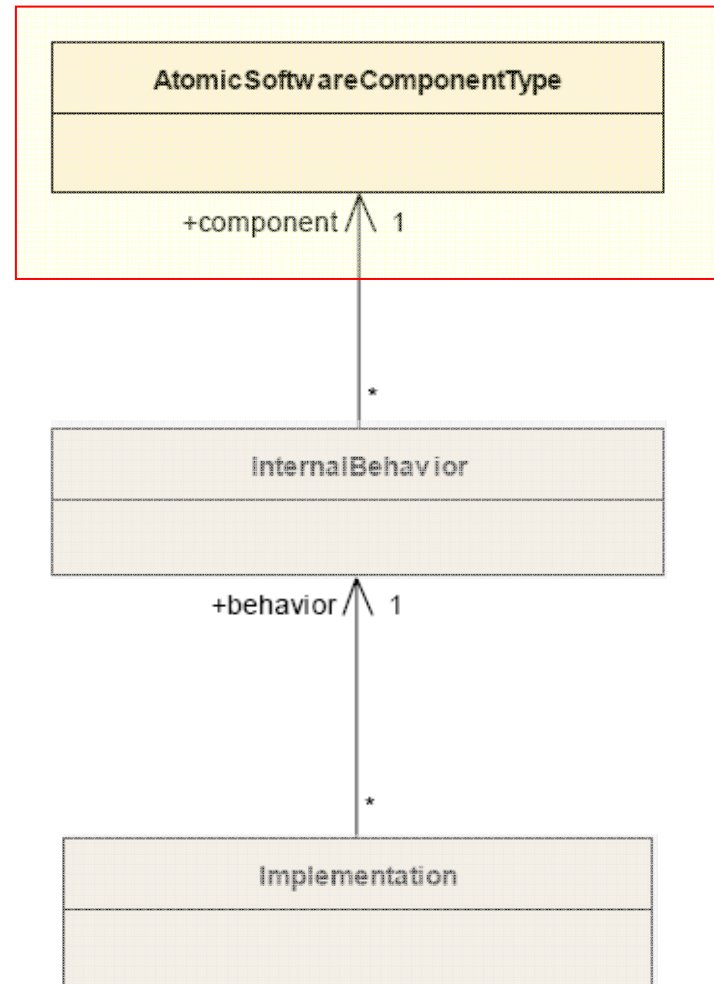 AtomicSoftwareComponentType
+component 1
*
InternalBehavior
+behavior 1
*
Implementation